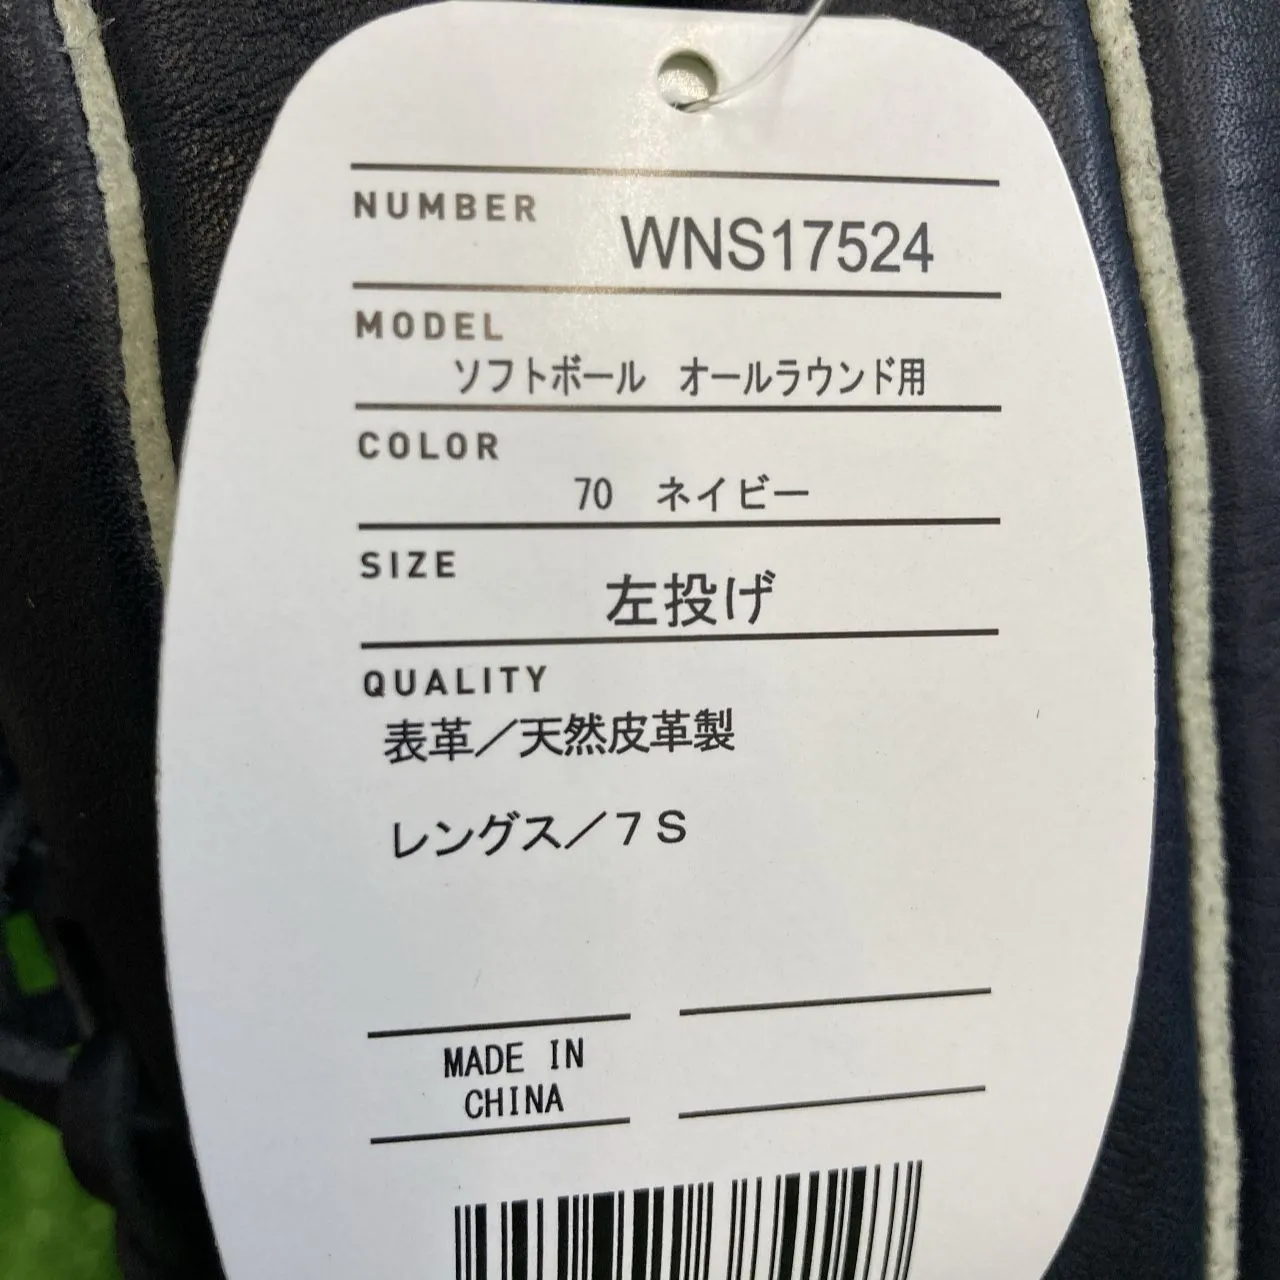 NUMBER
WNS17524
MODEL
ソフトボール　オールラウンド用
COLOR
70　ネイビー
SIZE
左投げ
QUALITY
表革／天然皮革製
レングス／７Ｓ
MADE IN
CHINA